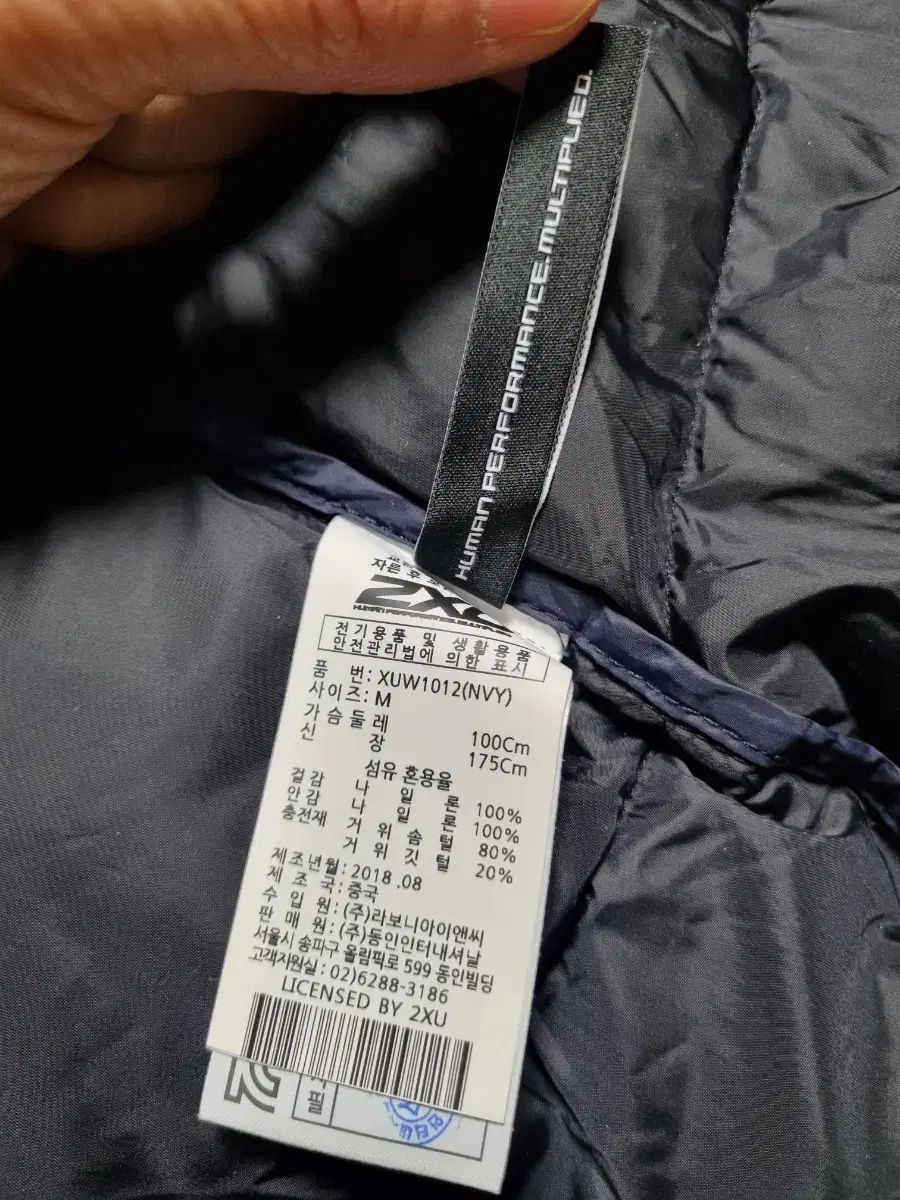 HUMAN PERFORMANCE. MULTIPLIED.
자른 후
2XU
전기용품 및 생활용품
안전관리법에 의한 표시
품 번: XUW1012(NVY)
사이즈: M
가슴둘레 100Cm
신 장 175Cm
섬유 혼용율
겉감 나 일 론 100%
안감 나 일 론 100%
충전재 거 위 솜 털 80%
거 위 깃 털 20%
제조년월: 2018 .08
제 조 국: 중국
수 입 원: (주)라보니아이앤씨
판 매 원: (주)동인인터내셔날
서울시 송파구 올림픽로 599 동인빌딩
고객지원실: 02)6288-3186
LICENSED BY 2XU
필